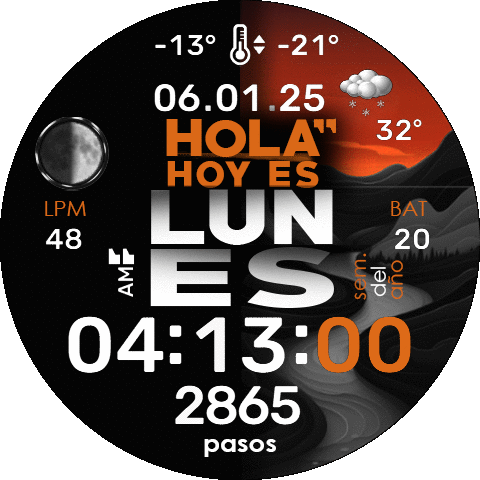 -13° -21°
06.01.25
32°
HOLA"
HOY ES
LPM
48
LUN
ES
BAT
20
AM
sem.
del
año
04:13:00
2865
pasos